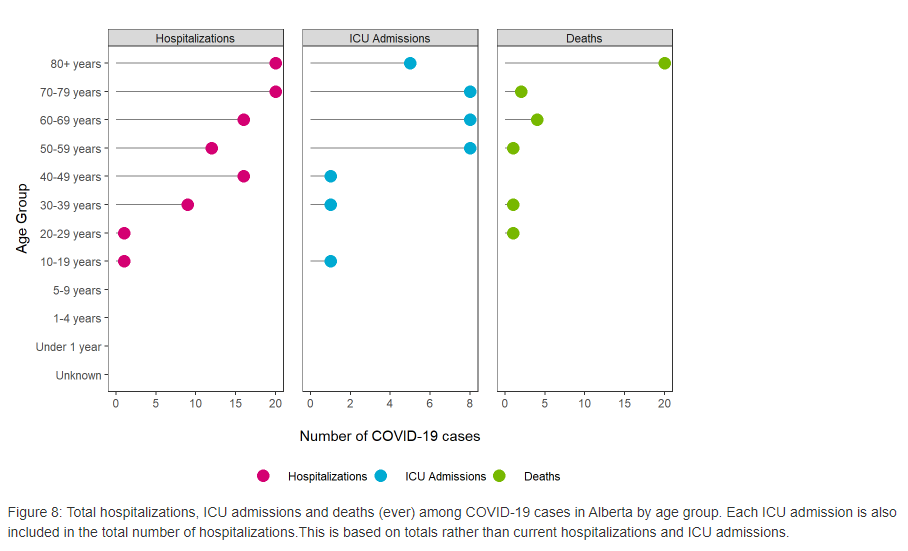 Hospitalizations ICU Admissions Deaths
80+ years
70-79 years
60-69 years
50-59 years
40-49 years
30-39 years
20-29 years
10-19 years
5-9 years
1-4 years
Under 1 year
Unknown
Age Group
0 5 10 15 20 0 2 4 6 8 0 5 10 15 20
Number of COVID-19 cases
Hospitalizations ICU Admissions Deaths
Figure 8: Total hospitalizations, ICU admissions and deaths (ever) among COVID-19 cases in Alberta by age group. Each ICU admission is also
included in the total number of hospitalizations.This is based on totals rather than current hospitalizations and ICU admissions.